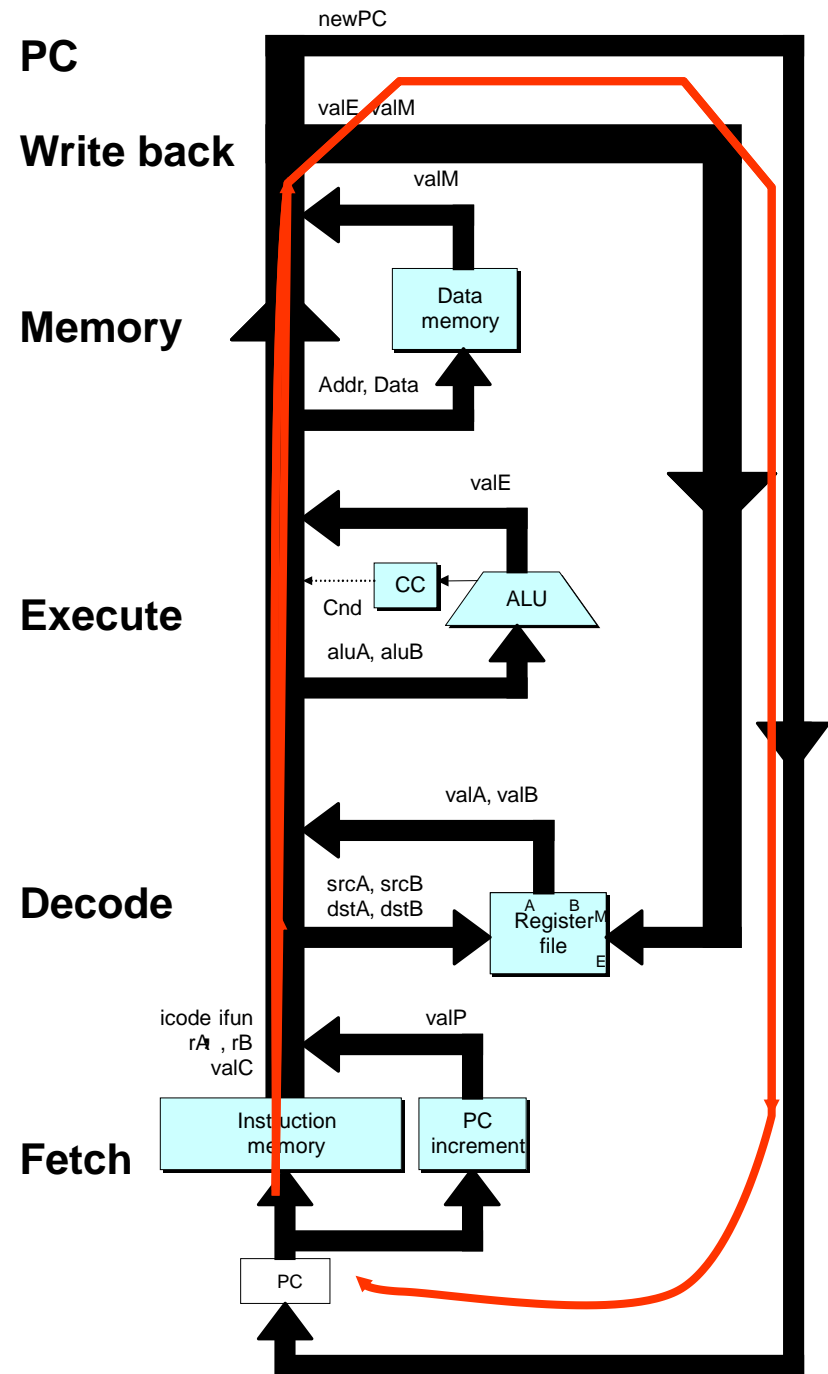 newPC
PC
valE, valM
Write back
valM
Data
memory
Memory
Addr, Data
valE
CC
ALU
Cnd
Execute
aluA, aluB
valA, valB
srcA, srcB
dstA, dstB
A B
Register M
file
E
Decode
icode ifun
valP
, rB
valC
Instruction
memory
PC
increment
Fetch
PC